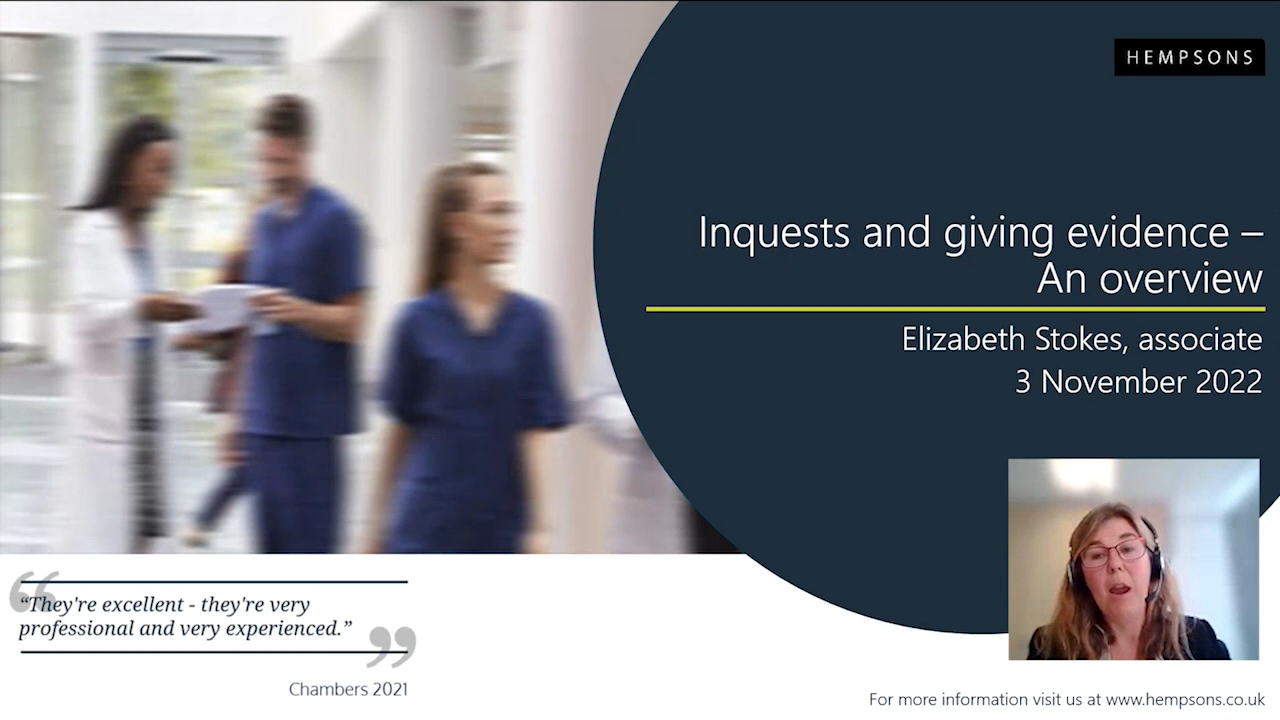 HEMPSONS
Inquests and giving evidence –
An overview
Elizabeth Stokes, associate
3 November 2022
“They're excellent - they're very
professional and very experienced.”
Chambers 2021
For more information visit us at www.hempsons.co.uk